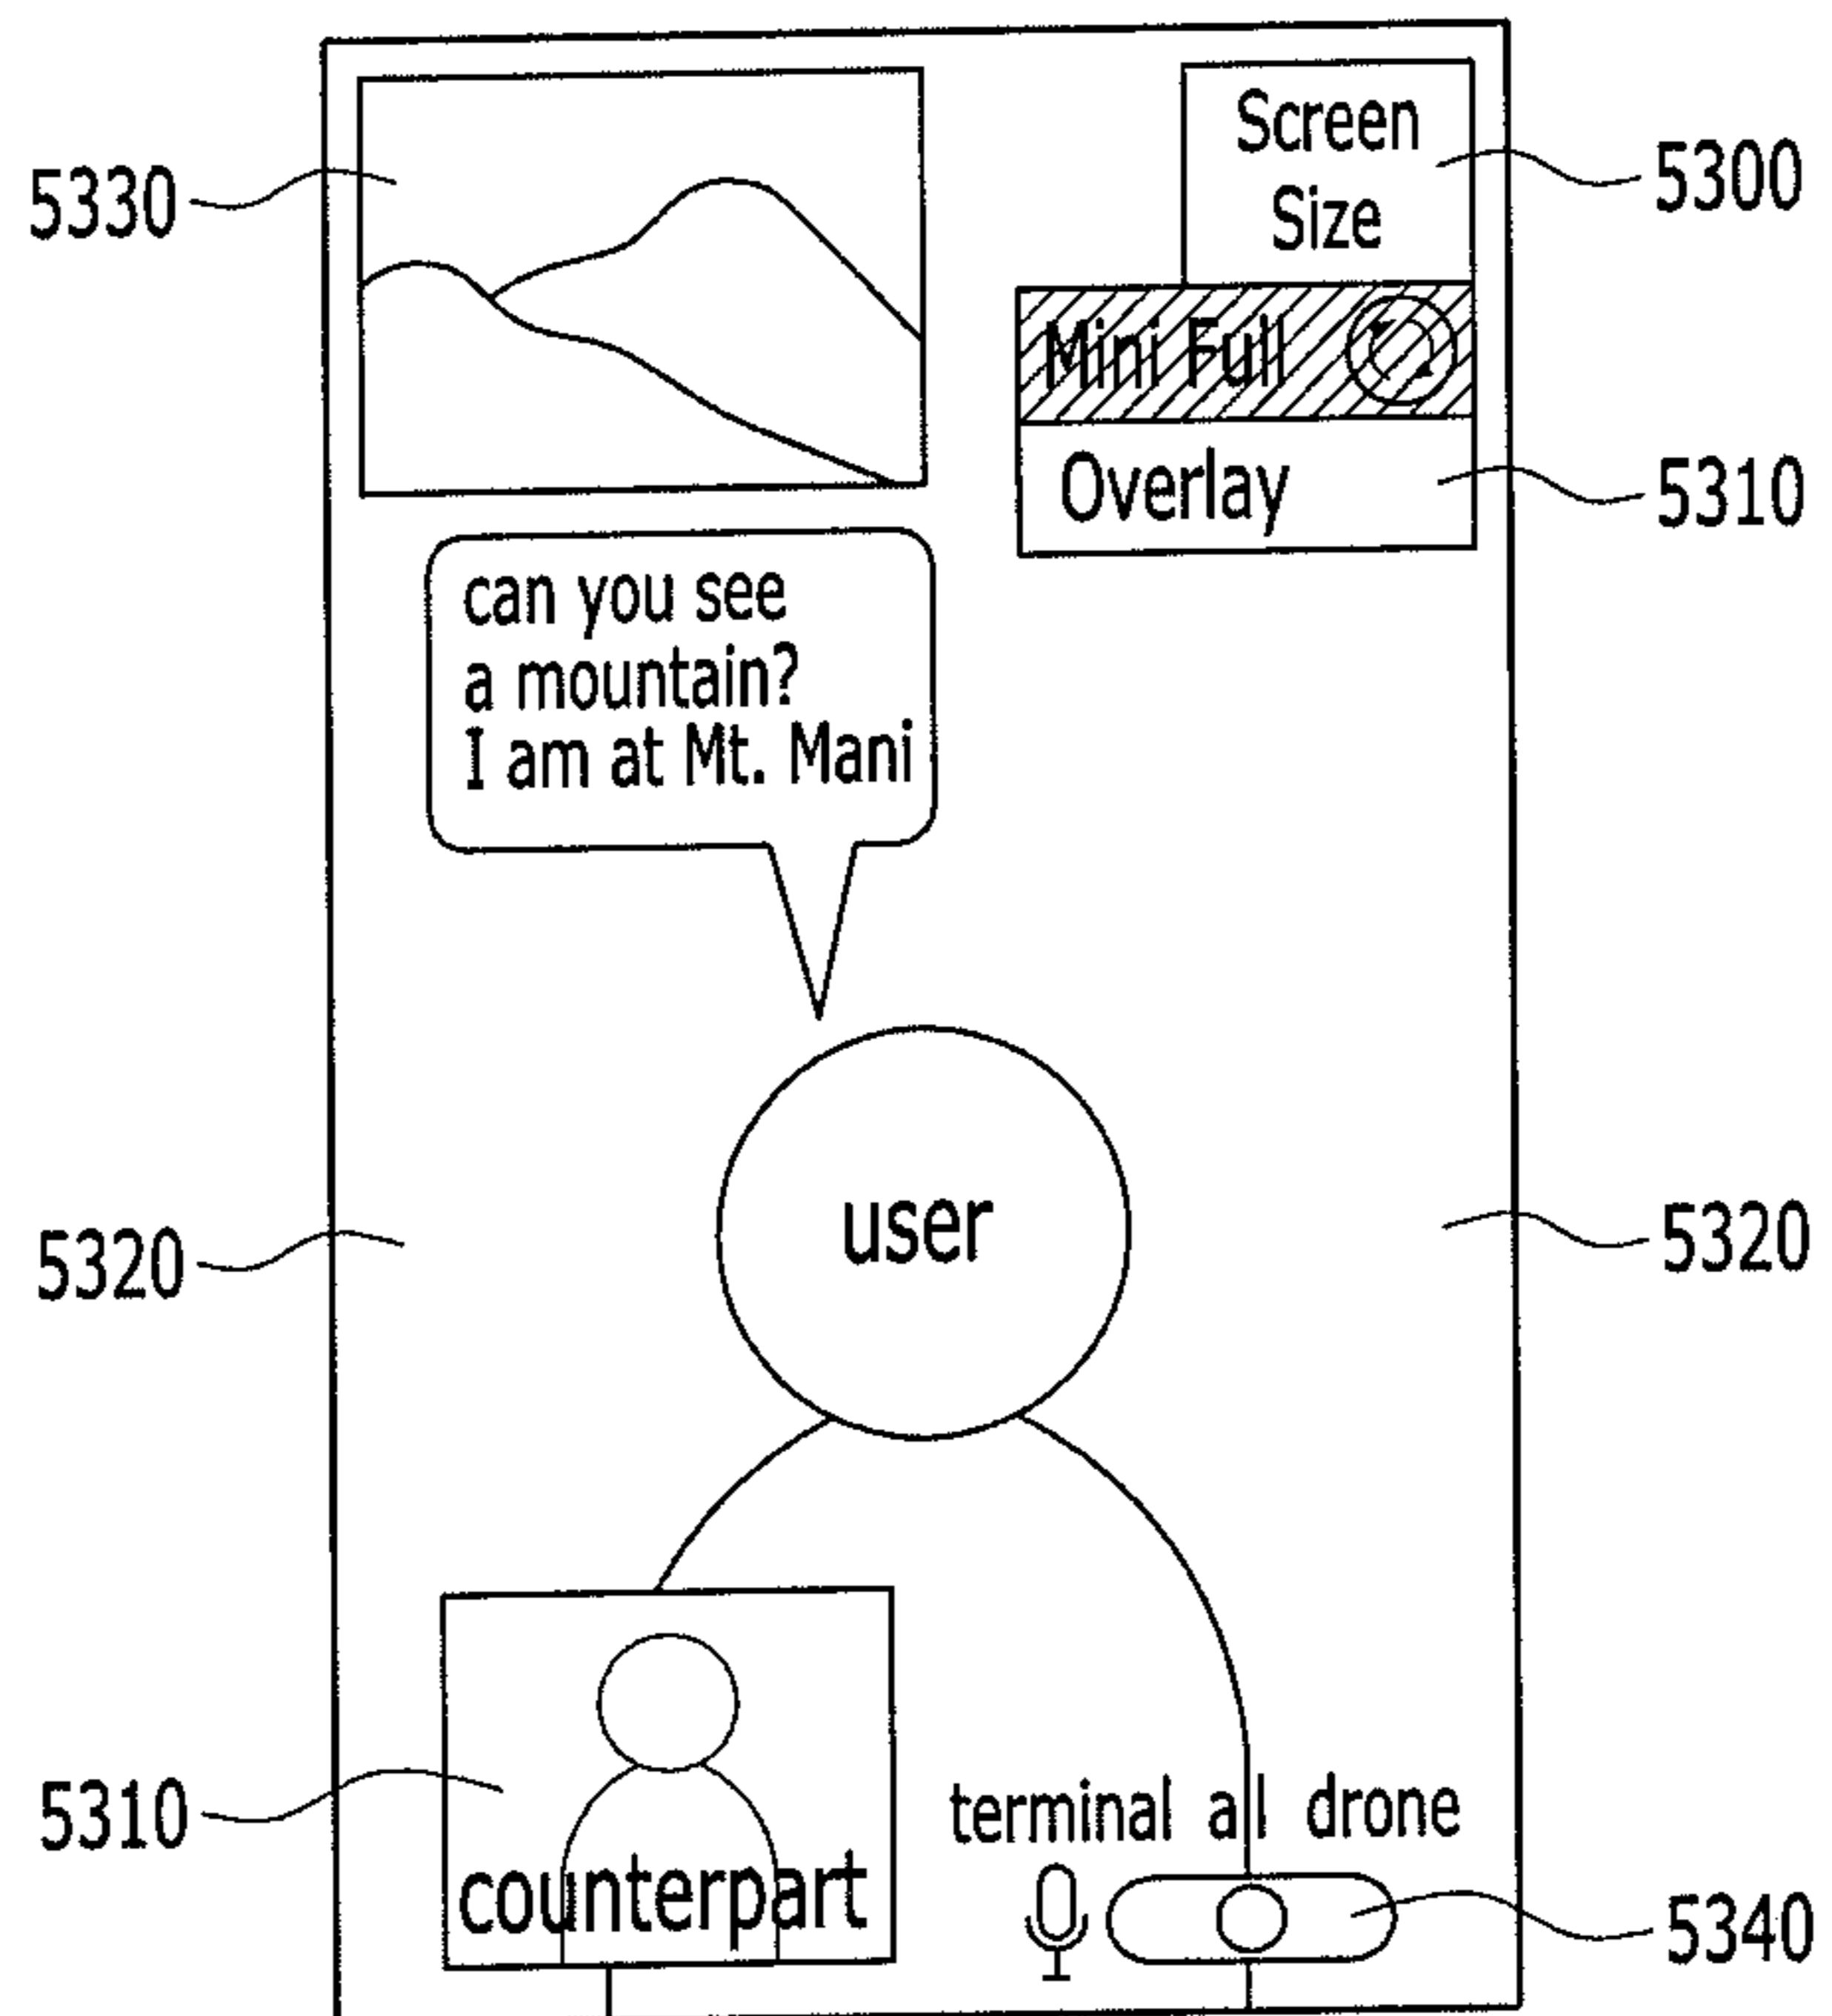 5330
Screen
Size
5300
Mini Full
Overlay
5310
can you see
a mountain?
I am at Mt. Mani
user
5320
5320
counterpart
5310
terminal all drone
5340